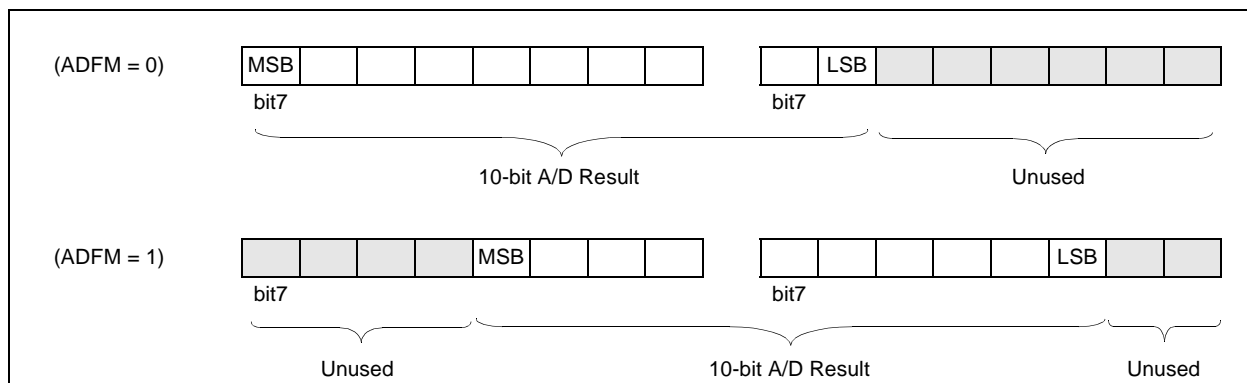 (ADFM = 0) MSB LSB
bit7 bit7
10-bit A/D Result Unused
(ADFM = 1) MSB LSB
bit7 bit7
Unused 10-bit A/D Result Unused